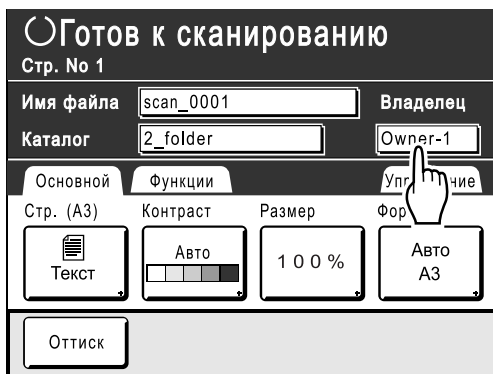 Готов к сканированию
Стр. No 1
Имя файла scan_0001 Владелец
Каталог 2_folder Owner-1
Основной Функции
Стр. (A3) Контраст Размер
Текст Авто 100% Авто A3
Оттиск